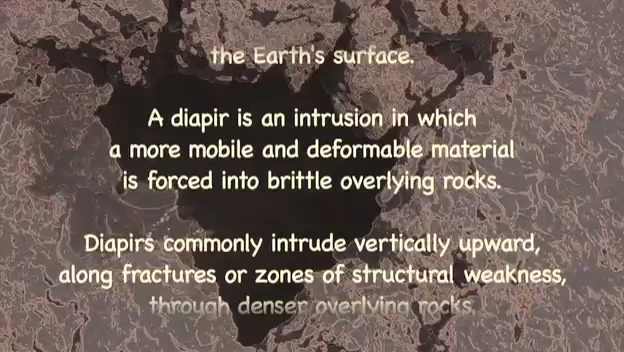 the Earth's surface.
A diapir is an intrusion in which
a more mobile and deformable material
is forced into brittle overlying rocks.
Diapirs commonly intrude vertically upward,
along fractures or zones of structural weakness,
through denser overlying rocks.